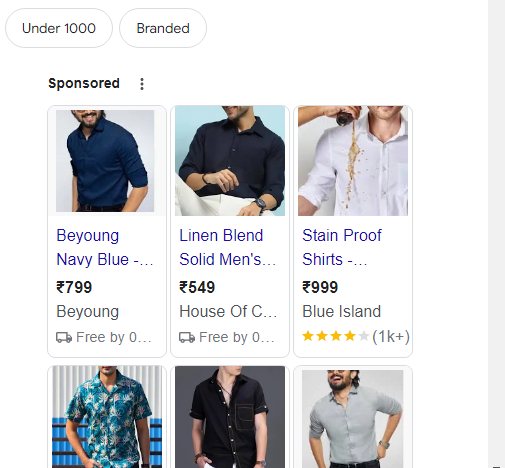 Under 1000
Branded
Sponsored
Beyoung
Navy Blue -...
₹799
Beyoung
Free by 0...
Linen Blend
Solid Men's...
₹549
House Of C...
Free by 0...
Stain Proof
Shirts -...
₹999
Blue Island
(1k+)